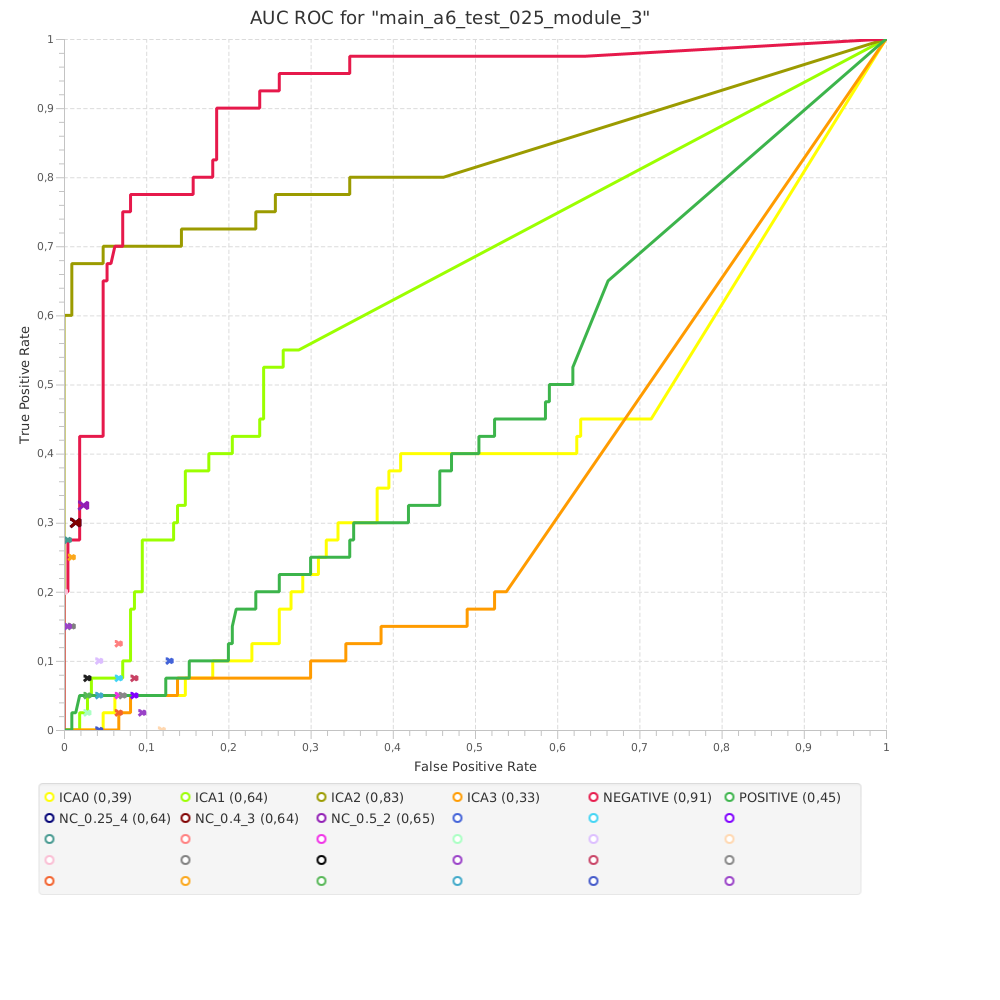 AUC ROC for "main_a6_test_025_module_3"
1
0,9
0,8
0,7
0,6
0,5
0,4
0,3
0,2
0,1
0
True Positive Rate
0 0,1 0,2 0,3 0,4 0,5 0,6 0,7 0,8 0,9 1
False Positive Rate
ICA0 (0,39) ICA1 (0,64) ICA2 (0,83) ICA3 (0,33) NEGATIVE (0,91) POSITIVE (0,45)
NC_0.25_4 (0,64) NC_0.4_3 (0,64) NC_0.5_2 (0,65)